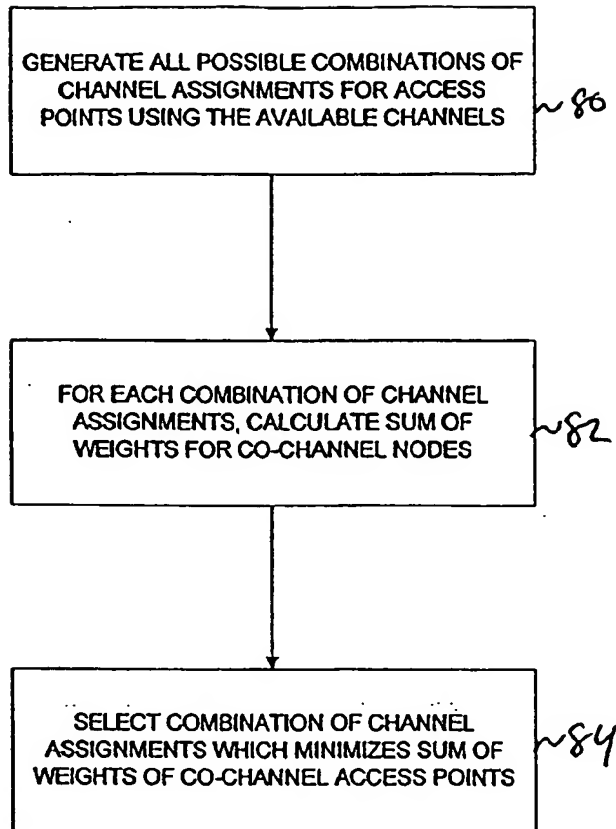 GENERATE ALL POSSIBLE COMBINATIONS OF
CHANNEL ASSIGNMENTS FOR ACCESS
POINTS USING THE AVAILABLE CHANNELS
~80
FOR EACH COMBINATION OF CHANNEL
ASSIGNMENTS, CALCULATE SUM OF
WEIGHTS FOR CO-CHANNEL NODES
~82
SELECT COMBINATION OF CHANNEL
ASSIGNMENTS WHICH MINIMIZES SUM OF
WEIGHTS OF CO-CHANNEL ACCESS POINTS
~84